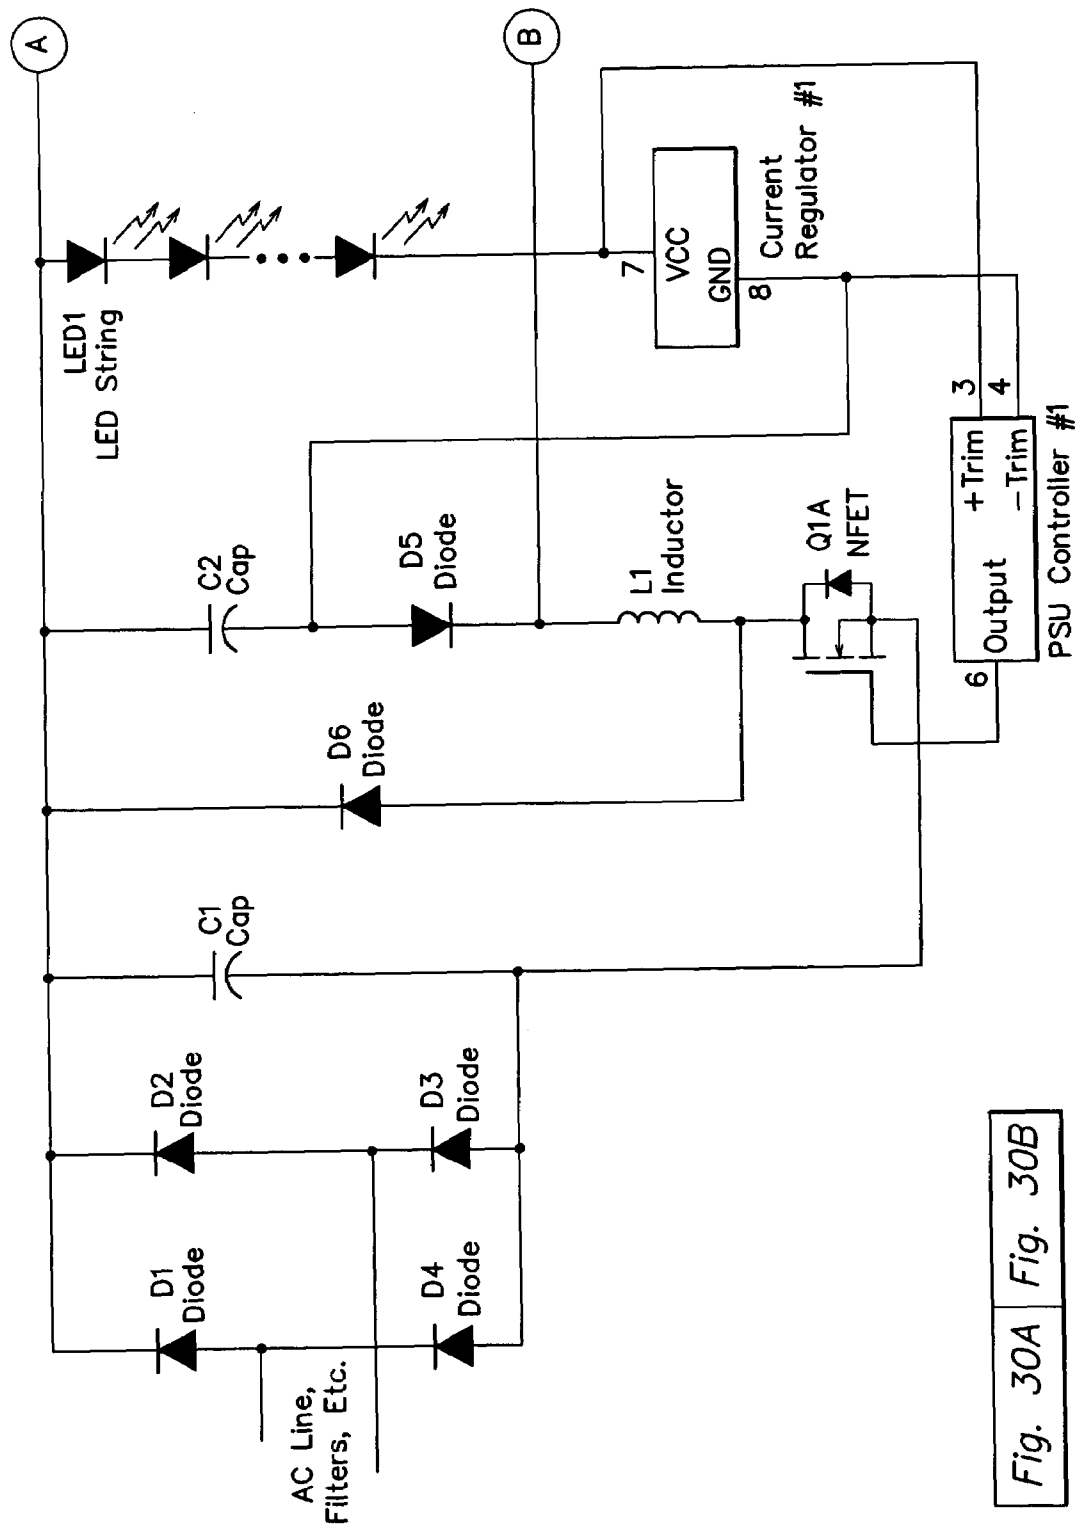 A
B
LED1
LED String
C2
Cap
D5
Diode
D6
Diode
L1
Inductor
Q1A
NFET
7
VCC
GND
8
Current
Regulator #1
3
4
+Trim
−Trim
Output
6
PSU Controller #1
C1
Cap
D2
Diode
D3
Diode
D1
Diode
D4
Diode
AC Line,
Filters, Etc.
Fig. 30A
Fig. 30B